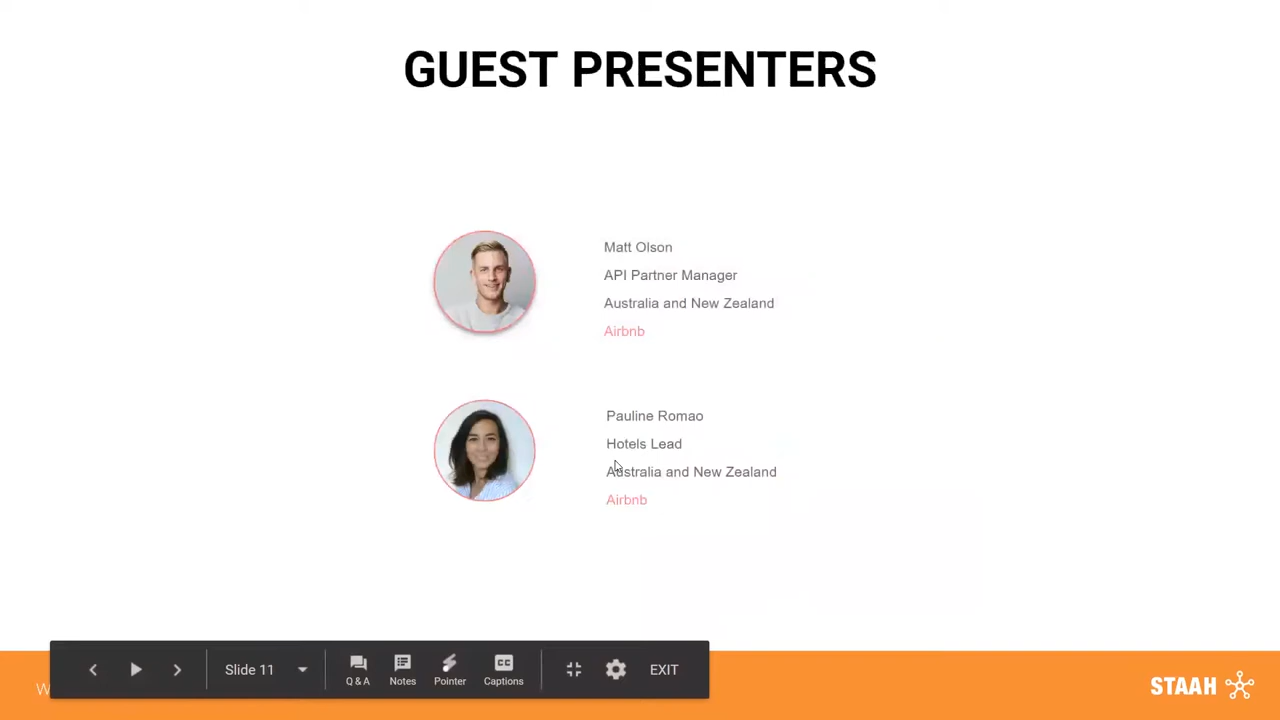 GUEST PRESENTERS
Matt Olson
API Partner Manager
Australia and New Zealand
Airbnb
Pauline Romao
Hotels Lead
Australia and New Zealand
Airbnb
Slide 11
Q & A
Notes
Pointer
CC
Captions
EXIT
STAAH